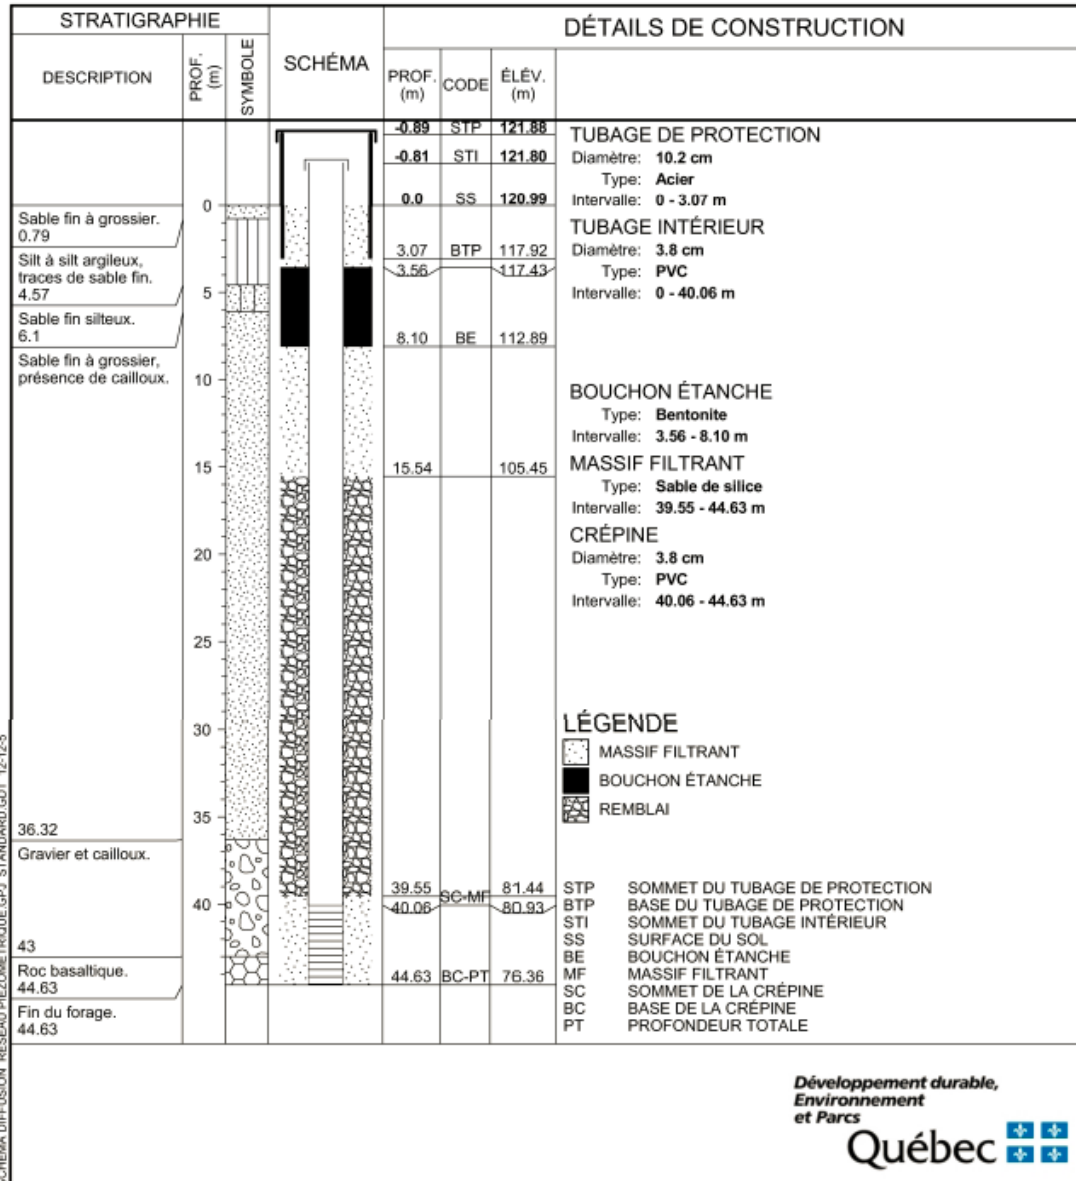 STRATIGRAPHIE
DESCRIPTION
PROF. (m)
SYMBOLE
SCHÉMA
DÉTAILS DE CONSTRUCTION
PROF. (m)
CODE
ÉLÉV. (m)
-0.89 STP 121.88
-0.81 STI 121.80
0.0 SS 120.99
3.07 BTP 117.92
3.56 117.43
8.10 BE 112.89
15.54 105.45
39.55 SC-MF 81.44
40.06 80.93
44.63 BC-PT 76.36
Sable fin à grossier.
0.79
Silt à silt argileux,
traces de sable fin.
4.57
Sable fin silteux.
6.1
Sable fin à grossier,
présence de cailloux.
36.32
Gravier et cailloux.
43
Roc basaltique.
44.63
Fin du forage.
44.63
0
5
10
15
20
25
30
35
40
TUBAGE DE PROTECTION
Diamètre: 10.2 cm
Type: Acier
Intervalle: 0 - 3.07 m
TUBAGE INTÉRIEUR
Diamètre: 3.8 cm
Type: PVC
Intervalle: 0 - 40.06 m
BOUCHON ÉTANCHE
Type: Bentonite
Intervalle: 3.56 - 8.10 m
MASSIF FILTRANT
Type: Sable de silice
Intervalle: 39.55 - 44.63 m
CRÉPINE
Diamètre: 3.8 cm
Type: PVC
Intervalle: 40.06 - 44.63 m
LÉGENDE
MASSIF FILTRANT
BOUCHON ÉTANCHE
REMBLAI
STP SOMMET DU TUBAGE DE PROTECTION
BTP BASE DU TUBAGE DE PROTECTION
STI SOMMET DU TUBAGE INTÉRIEUR
SS SURFACE DU SOL
BE BOUCHON ÉTANCHE
MF MASSIF FILTRANT
SC SOMMET DE LA CRÉPINE
BC BASE DE LA CRÉPINE
PT PROFONDEUR TOTALE
SCHÉMA DIFFUSION RÉSEAU PIÉZOMÉTRIQUE.GPJ STANDARD.GDT 12-12-5
Développement durable,
Environnement
et Parcs
Québec